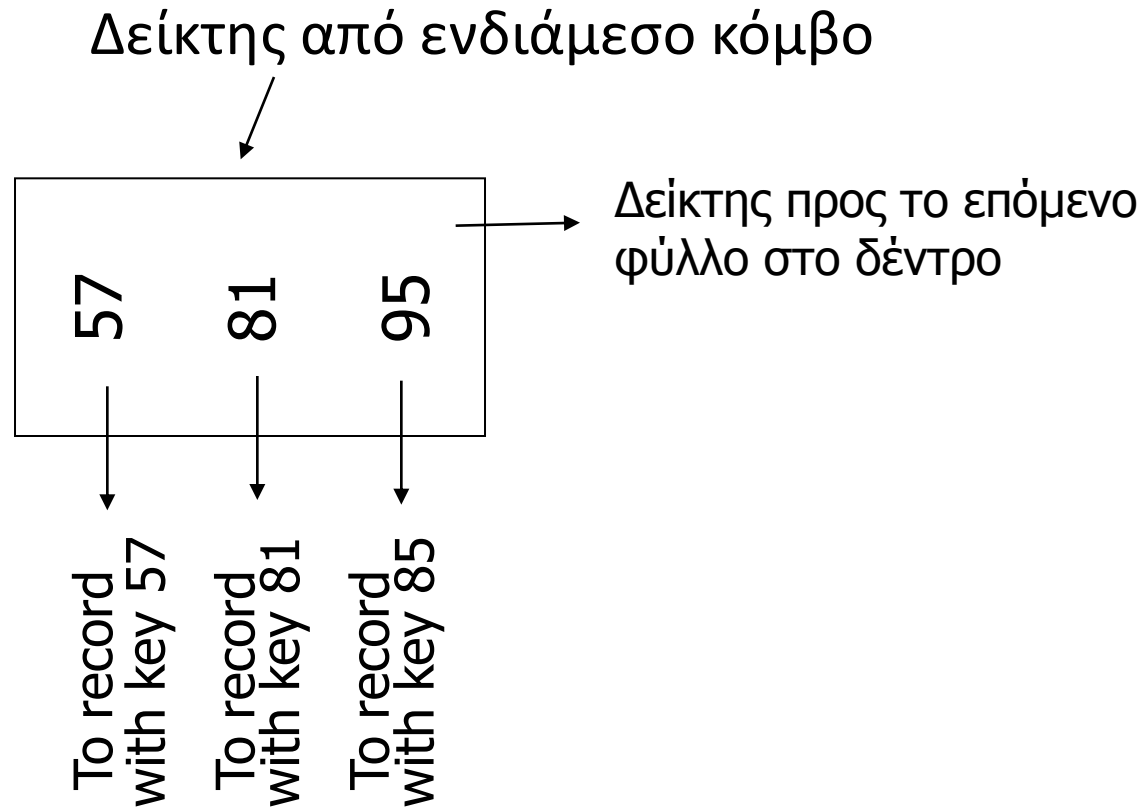 Δείκτης από ενδιάμεσο κόμβο
Δείκτης προς το επόμενο
φύλλο στο δέντρο
57
81
95
To record
with key 57
To record
with key 81
To record
with key 85